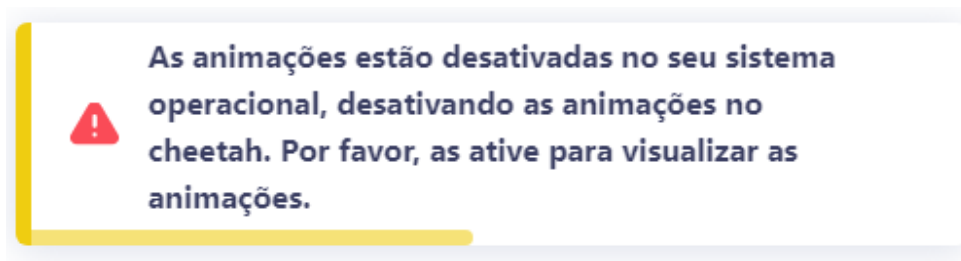 As animações estão desativadas no seu sistema
operacional, desativando as animações no
cheetah. Por favor, as ative para visualizar as
animações.